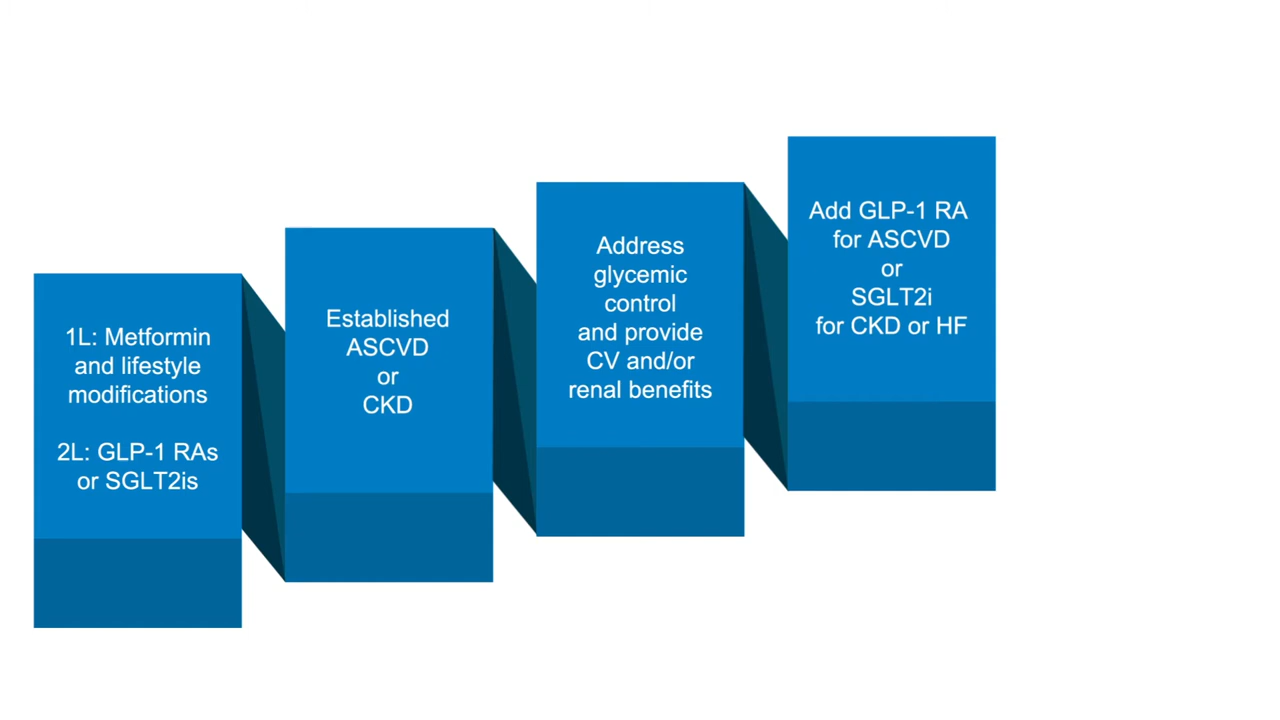 1L: Metformin
and lifestyle
modifications
2L: GLP-1 RAs
or SGLT2is
Established
ASCVD
or
CKD
Address
glycemic
control
and provide
CV and/or
renal benefits
Add GLP-1 RA
for ASCVD
or
SGLT2i
for CKD or HF